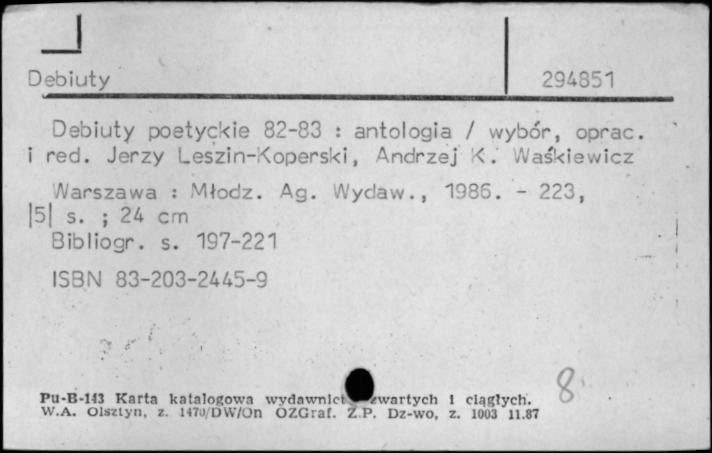 Debiuty 294851
Debiuty poetyckie 82-83 : antologia / wybór, oprac.
i red. Jerzy Leszin-Koperski, Andrzej K. Waśkiewicz
Warszawa : Młodz. Ag. Wydaw., 1986. - 223,
|5| s. ; 24 cm
Bibliogr. s. 197-221
ISBN 83-203-2445-9
8
Pu-B-143 Karta katalogowa wydawnict zwartych i ciągłych.
W.A. Olsztyn, z. 1470/DW/On OZGraf. Z.P. Dz-wo, z. 1003 11.87